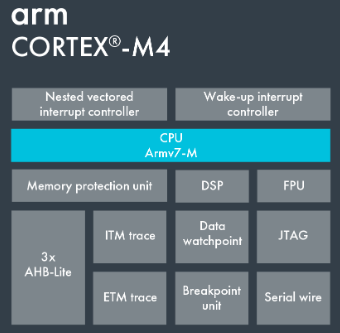 arm
CORTEX®-M4
Nested vectored
interrupt controller
Wake-up interrupt
controller
CPU
Armv7-M
Memory protection unit
DSP
FPU
3x
AHB-Lite
ITM trace
Data
watchpoint
JTAG
ETM trace
Breakpoint
unit
Serial wire